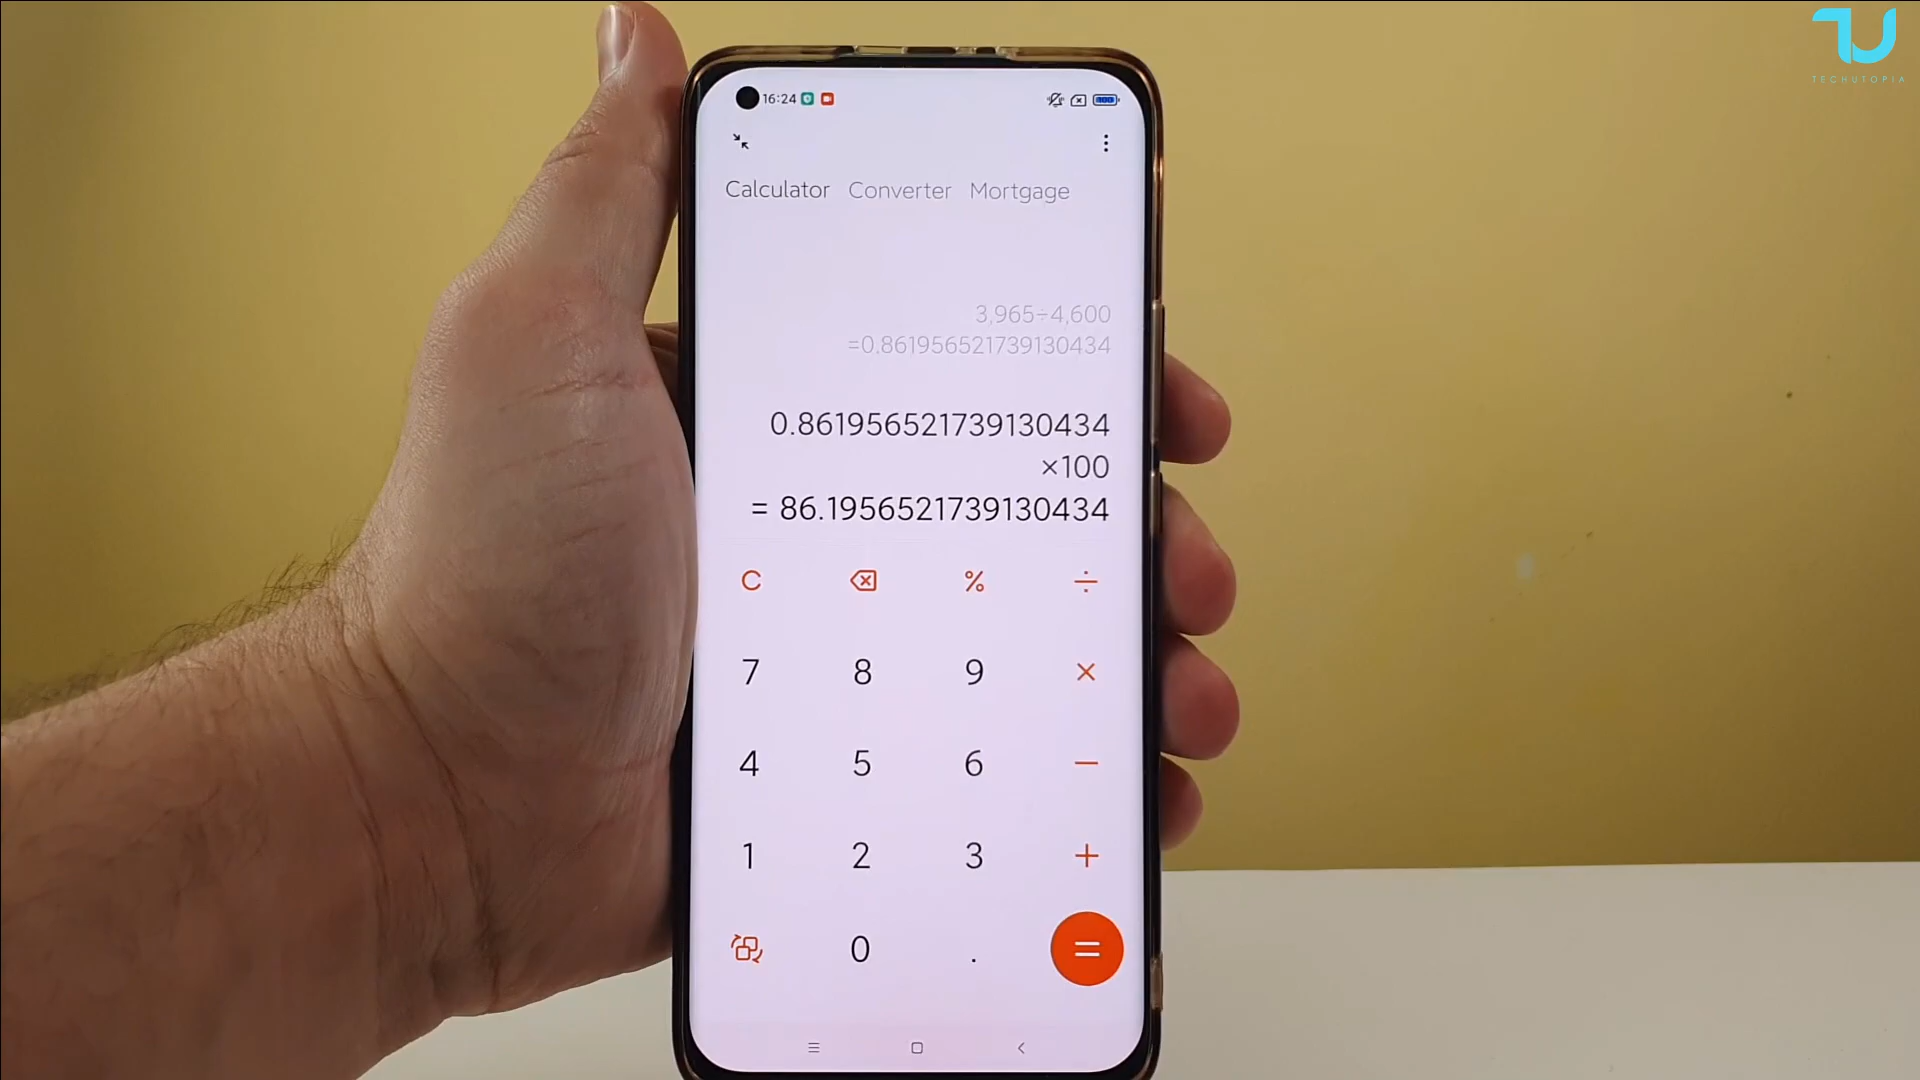 TECHUTOPIA
16:24
100
Calculator Converter Mortgage
3,965÷4,600
=0.861956521739130434
0.861956521739130434
×100
= 86.1956521739130434
C % ÷
7 8 9 ×
4 5 6 −
1 2 3 +
0 . =